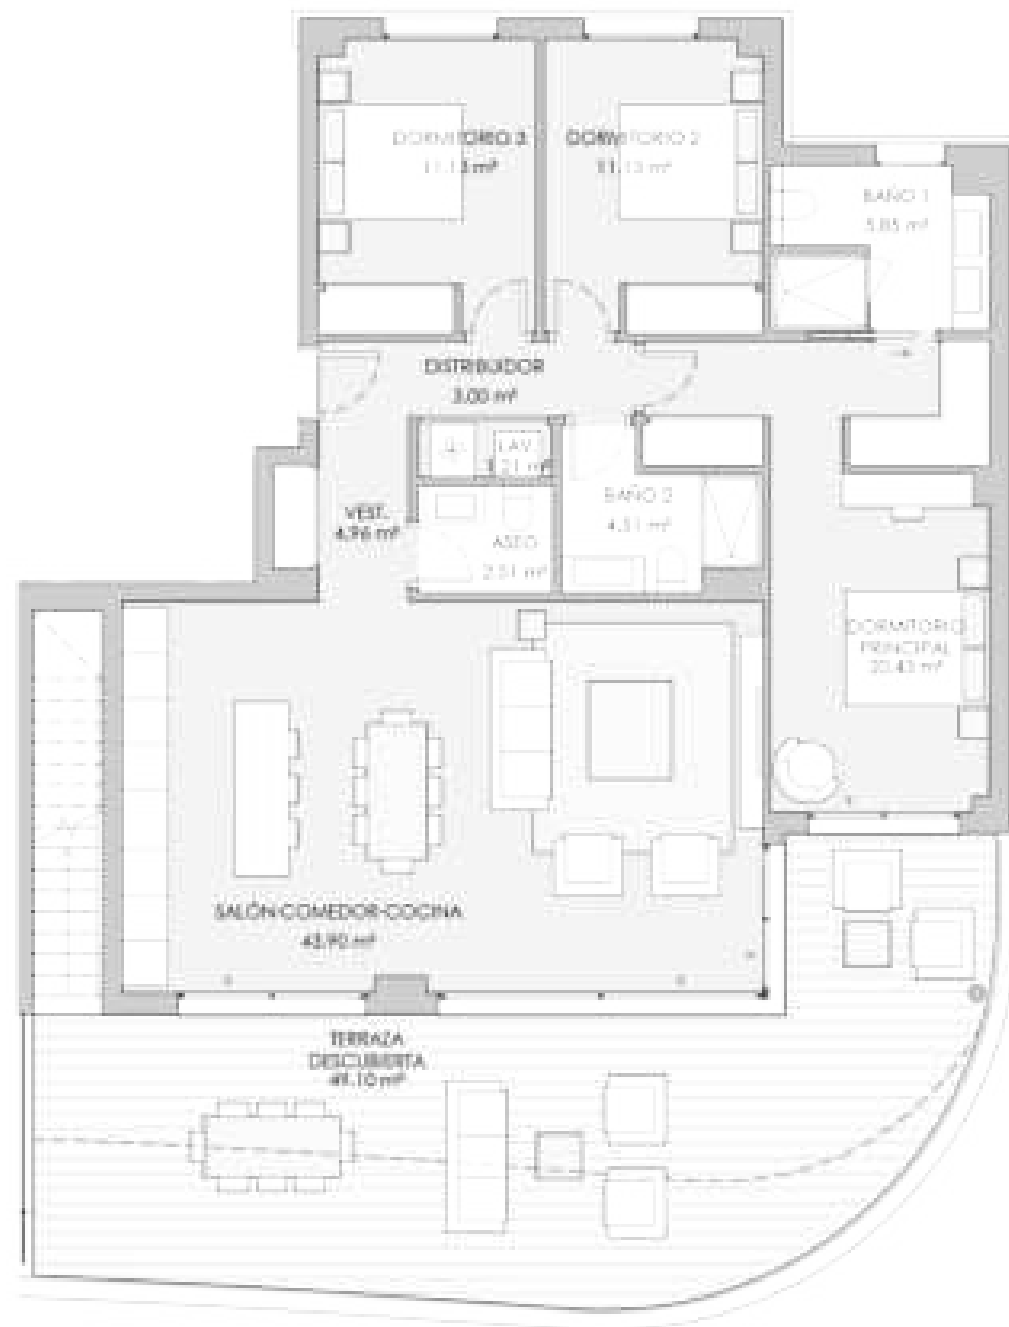 DORMITORIO 3
11.13 m²
DORMITORIO 2
11.13 m²
BAÑO 1
5.85 m²
DISTRIBUIDOR
3.00 m²
LAV.
VEST.
4.96 m²
BAÑO 2
4.51 m²
ASEO
2.51 m²
DORMITORIO
PRINCIPAL
20.43 m²
SALÓN-COMEDOR-COCINA
43.90 m²
TERRAZA
DESCUBIERTA
49.10 m²